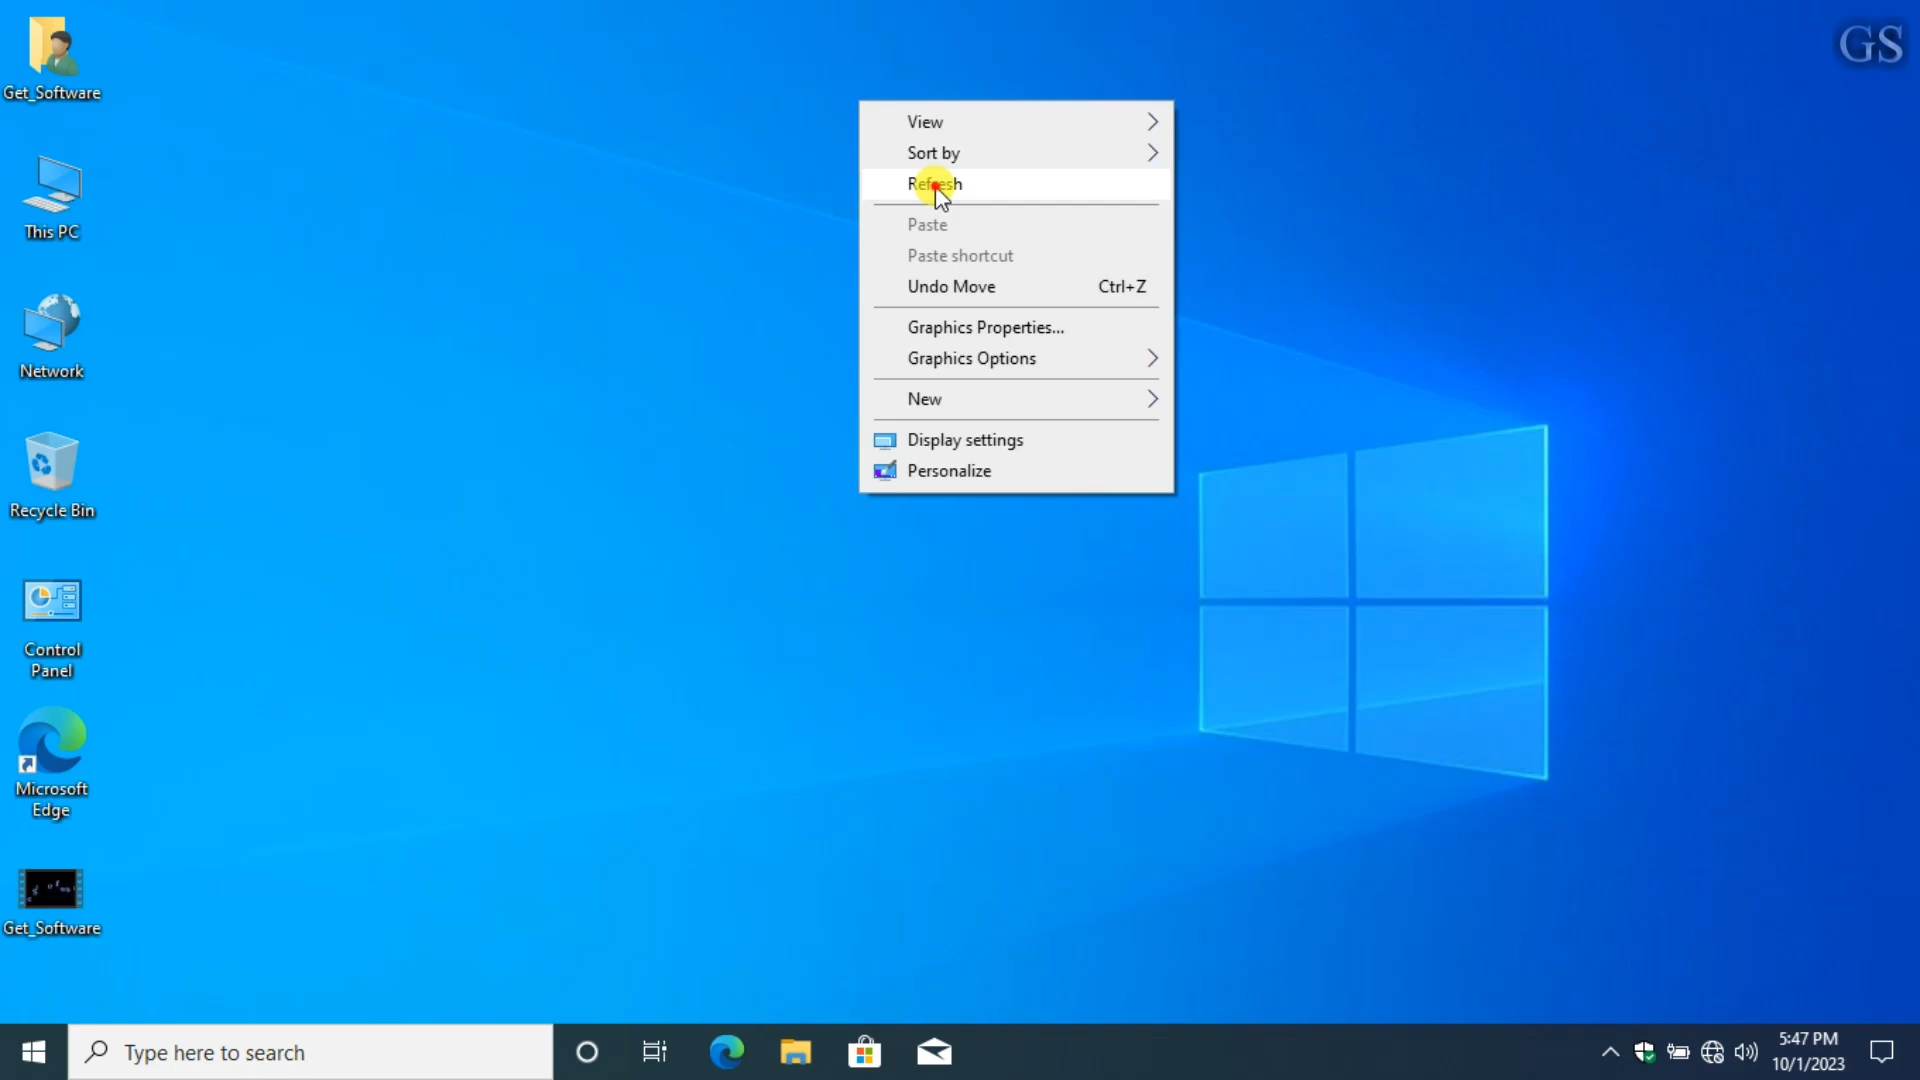 GS
Get_Software
This PC
Network
Recycle Bin
Control
Panel
Microsoft
Edge
Get_Software
View
Sort by
Refresh
Paste
Paste shortcut
Undo Move Ctrl+Z
Graphics Properties...
Graphics Options
New
Display settings
Personalize
Type here to search
5:47 PM
10/1/2023